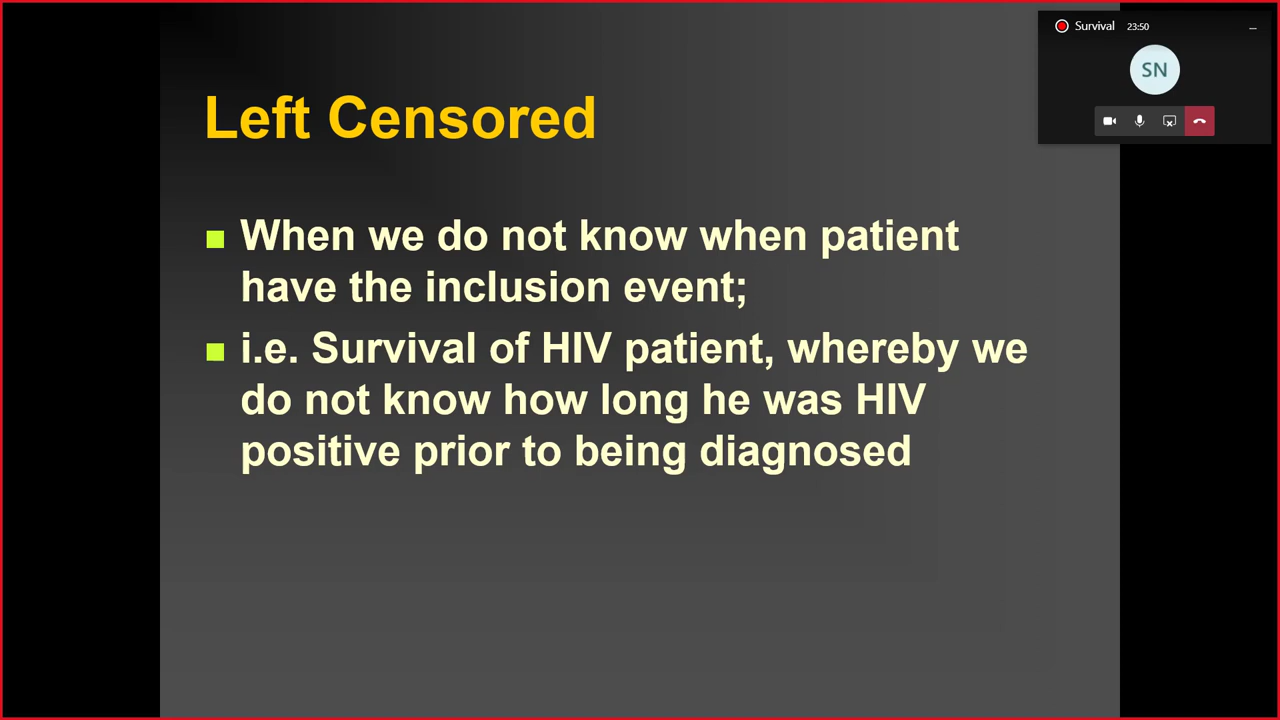 Survival 23:50
SN
Left Censored
When we do not know when patient
have the inclusion event;
i.e. Survival of HIV patient, whereby we
do not know how long he was HIV
positive prior to being diagnosed